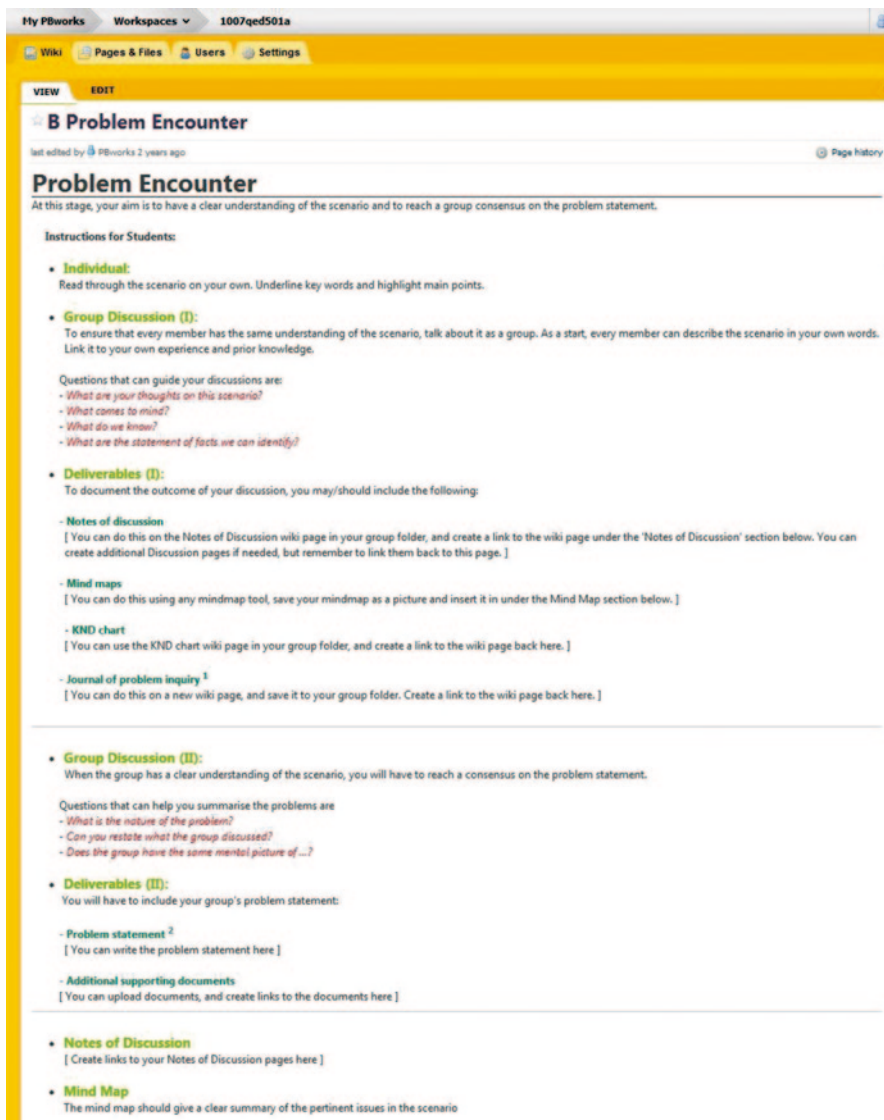 My PBworks Workspaces 1007qed501a
Wiki Pages & Files Users Settings
VIEW EDIT
B Problem Encounter
last edited by PBworks 2 years ago Page history
Problem Encounter
At this stage, your aim is to have a clear understanding of the scenario and to reach a group consensus on the problem statement.
Instructions for Students:
• Individual:
Read through the scenario on your own. Underline key words and highlight main points.
• Group Discussion (I):
To ensure that every member has the same understanding of the scenario, talk about it as a group. As a start, every member can describe the scenario in your own words.
Link it to your own experience and prior knowledge.
Questions that can guide your discussions are:
- What are your thoughts on this scenario?
- What comes to mind?
- What do we know?
- What are the statement of facts we can identify?
• Deliverables (I):
To document the outcome of your discussion, you may/should include the following:
- Notes of discussion
[ You can do this on the Notes of Discussion wiki page in your group folder, and create a link to the wiki page under the 'Notes of Discussion' section below. You can
create additional Discussion pages if needed, but remember to link them back to this page. ]
- Mind maps
[ You can do this using any mindmap tool, save your mindmap as a picture and insert it in under the Mind Map section below. ]
- KND chart
[ You can use the KND chart wiki page in your group folder, and create a link to the wiki page back here. ]
- Journal of problem inquiry 1
[ You can do this on a new wiki page, and save it to your group folder. Create a link to the wiki page back here. ]
• Group Discussion (II):
When the group has a clear understanding of the scenario, you will have to reach a consensus on the problem statement.
Questions that can help you summarise the problems are
- What is the nature of the problem?
- Can you restate what the group discussed?
- Does the group have the same mental picture of ...?
• Deliverables (II):
You will have to include your group's problem statement:
- Problem statement 2
[ You can write the problem statement here ]
- Additional supporting documents
[ You can upload documents, and create links to the documents here ]
• Notes of Discussion
[ Create links to your Notes of Discussion pages here ]
• Mind Map
The mind map should give a clear summary of the pertinent issues in the scenario